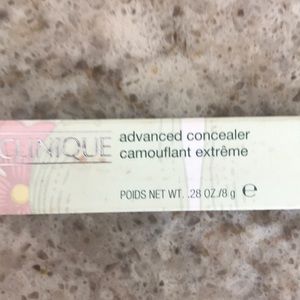 CLINIQUE
advanced concealer
camouflant extrême
POIDS NET WT. .28 OZ./8 g ℮